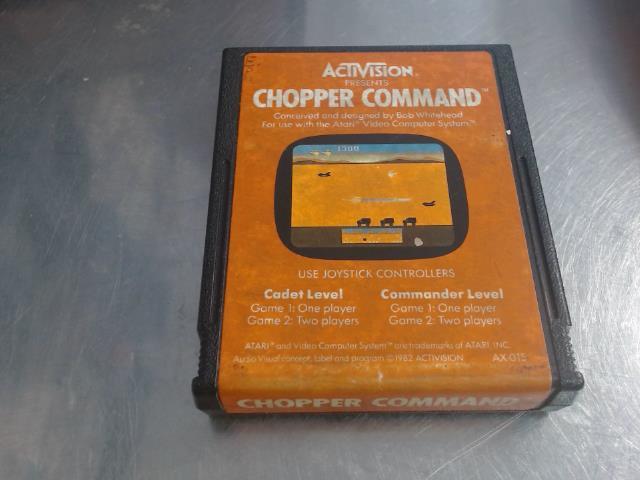 ACTIVISION®
PRESENTS
CHOPPER COMMAND™
Conceived and designed by Bob Whitehead
For use with the Atari® Video Computer System™
1300
USE JOYSTICK CONTROLLERS
Cadet Level
Game 1: One player
Game 2: Two players
Commander Level
Game 1: One player
Game 2: Two players
ATARI® and Video Computer System™ are trademarks of ATARI, INC.
Audio Visual concept, label and program ©1982 ACTIVISION
AX-015
CHOPPER COMMAND™